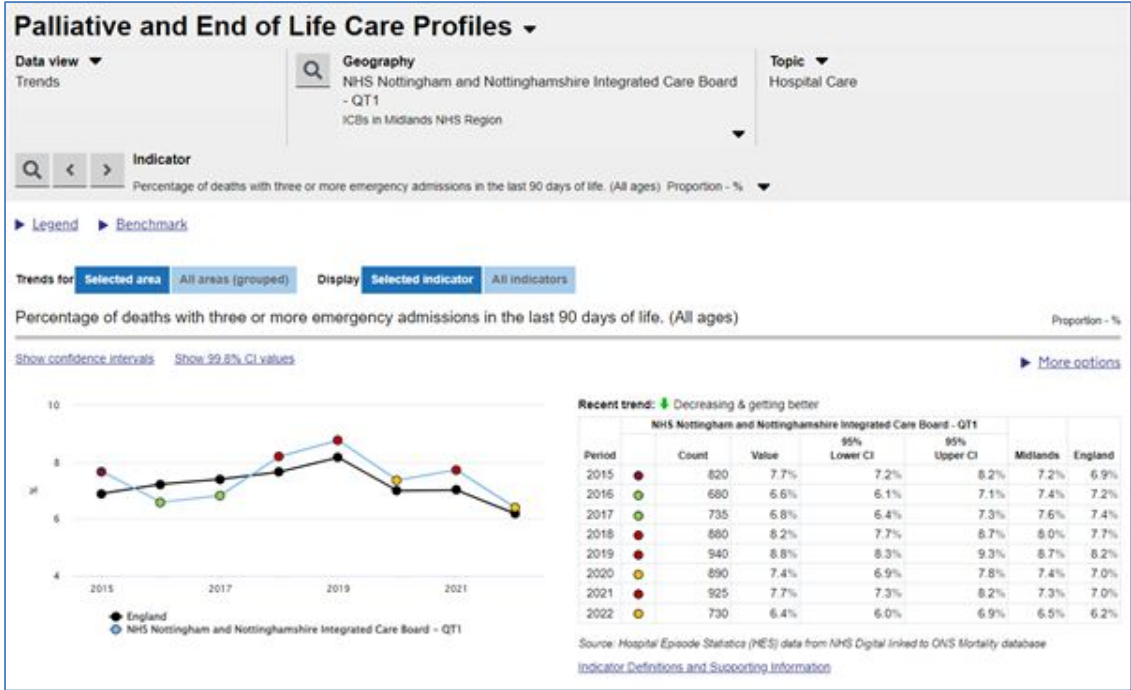 Palliative and End of Life Care Profiles
Data view
Trends
Geography
NHS Nottingham and Nottinghamshire Integrated Care Board
- QT1
ICBs in Midlands NHS Region
Topic
Hospital Care
Indicator
Percentage of deaths with three or more emergency admissions in the last 90 days of life. (All ages) Proportion - %
Legend Benchmark
Trends for Selected area All areas (grouped) Display Selected indicator All indicators
Percentage of deaths with three or more emergency admissions in the last 90 days of life. (All ages)
Proportion - %
Show confidence intervals Show 99.8% CI values
More options
10
8
%
6
4
2015 2017 2019 2021
England
NHS Nottingham and Nottinghamshire Integrated Care Board - QT1
Recent trend: Decreasing & getting better
NHS Nottingham and Nottinghamshire Integrated Care Board - QT1
Period Count Value 95% Lower CI 95% Upper CI Midlands England
2015 820 7.7% 7.2% 8.2% 7.2% 6.9%
2016 680 6.6% 6.1% 7.1% 7.4% 7.2%
2017 735 6.8% 6.4% 7.3% 7.6% 7.4%
2018 880 8.2% 7.7% 8.7% 8.0% 7.7%
2019 940 8.8% 8.3% 9.3% 8.7% 8.2%
2020 890 7.4% 6.9% 7.8% 7.4% 7.0%
2021 925 7.7% 7.3% 8.2% 7.3% 7.0%
2022 730 6.4% 6.0% 6.9% 6.5% 6.2%
Source: Hospital Episode Statistics (HES) data from NHS Digital linked to ONS Mortality database
Indicator Definitions and Supporting Information